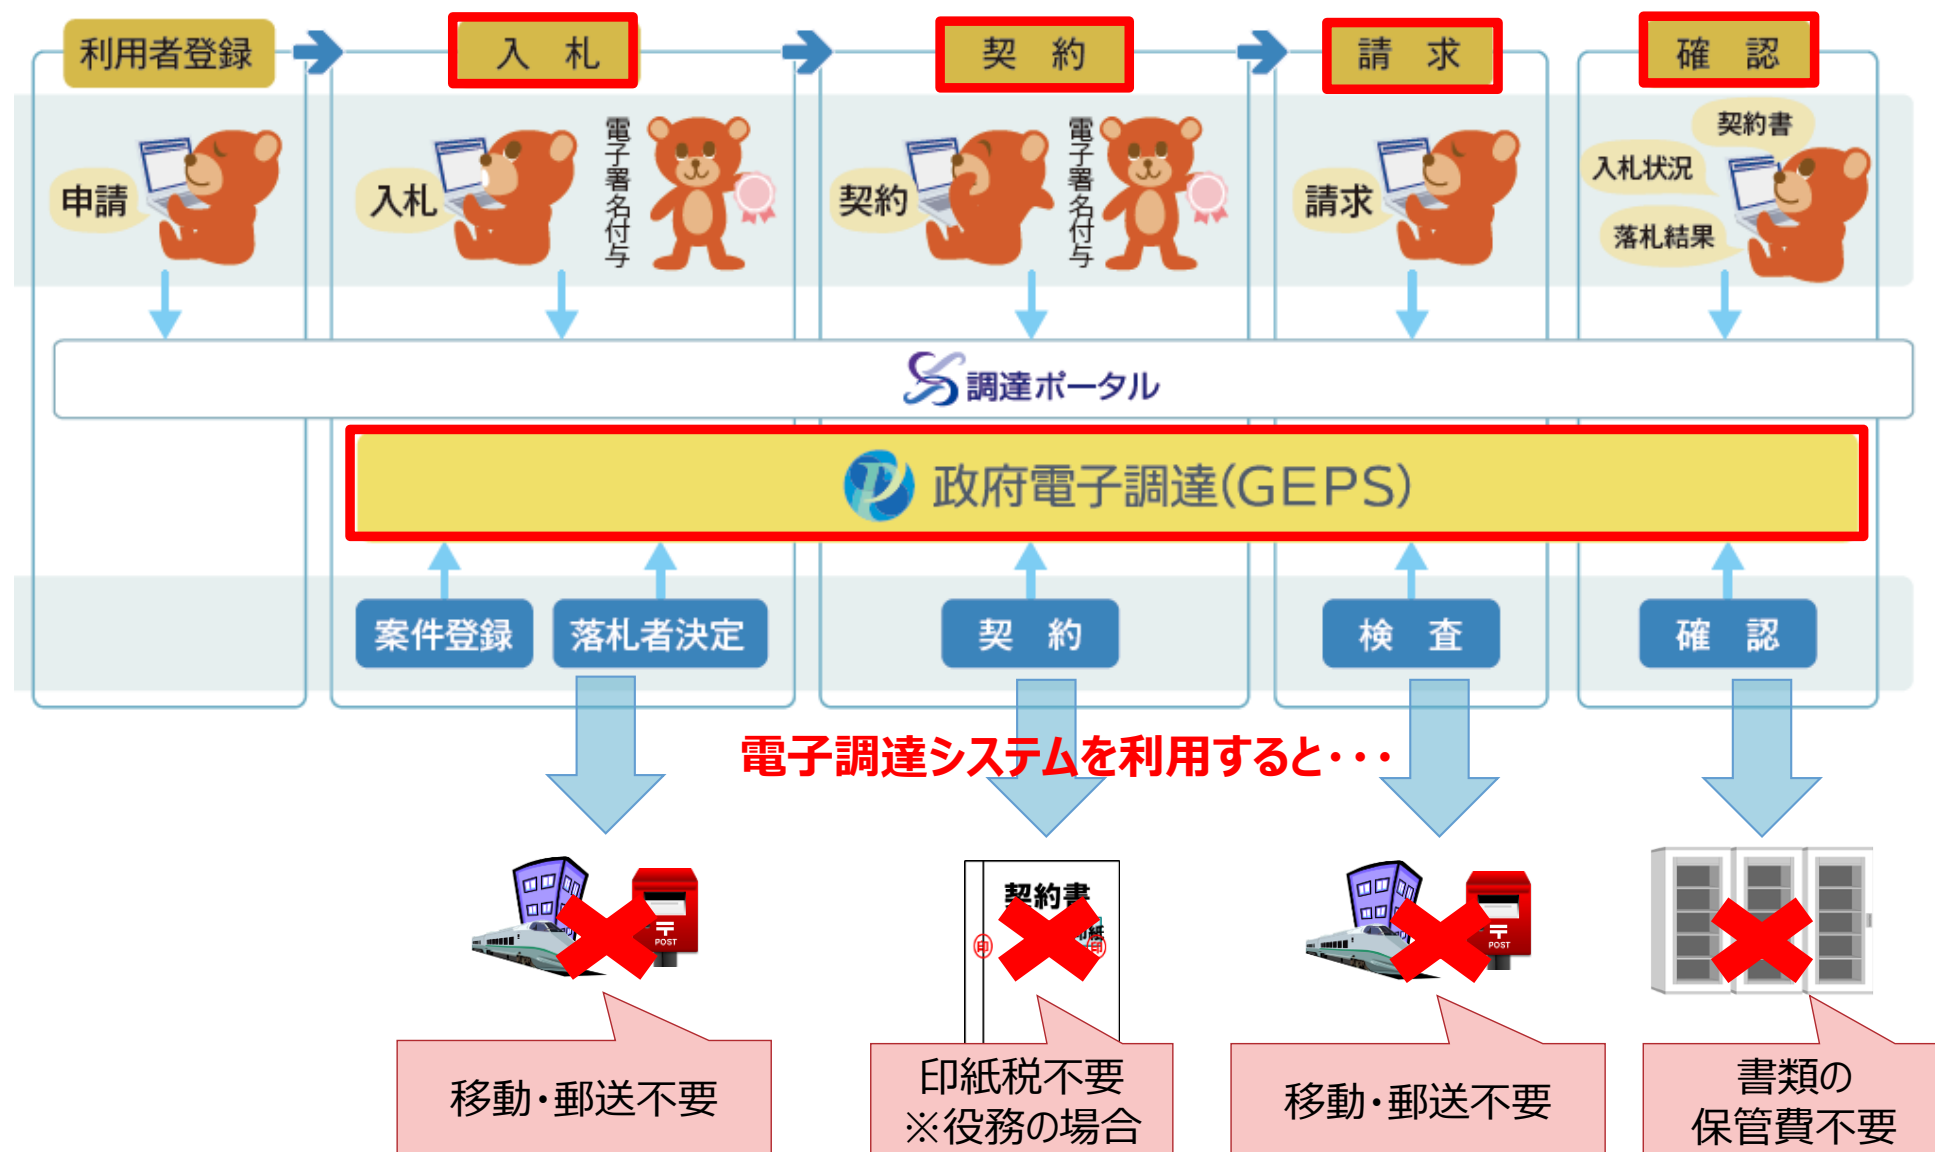 利用者登録
入 札
契 約
請 求
確 認
申請
入札
電子署名付与
契約
電子署名付与
請求
契約書
入札状況
落札結果
調達ポータル
政府電子調達(GEPS)
案件登録
落札者決定
契 約
検 査
確 認
電子調達システムを利用すると・・・
POST
契約書
印
紙
印
POST
移動・郵送不要
印紙税不要
※役務の場合
移動・郵送不要
書類の
保管費不要